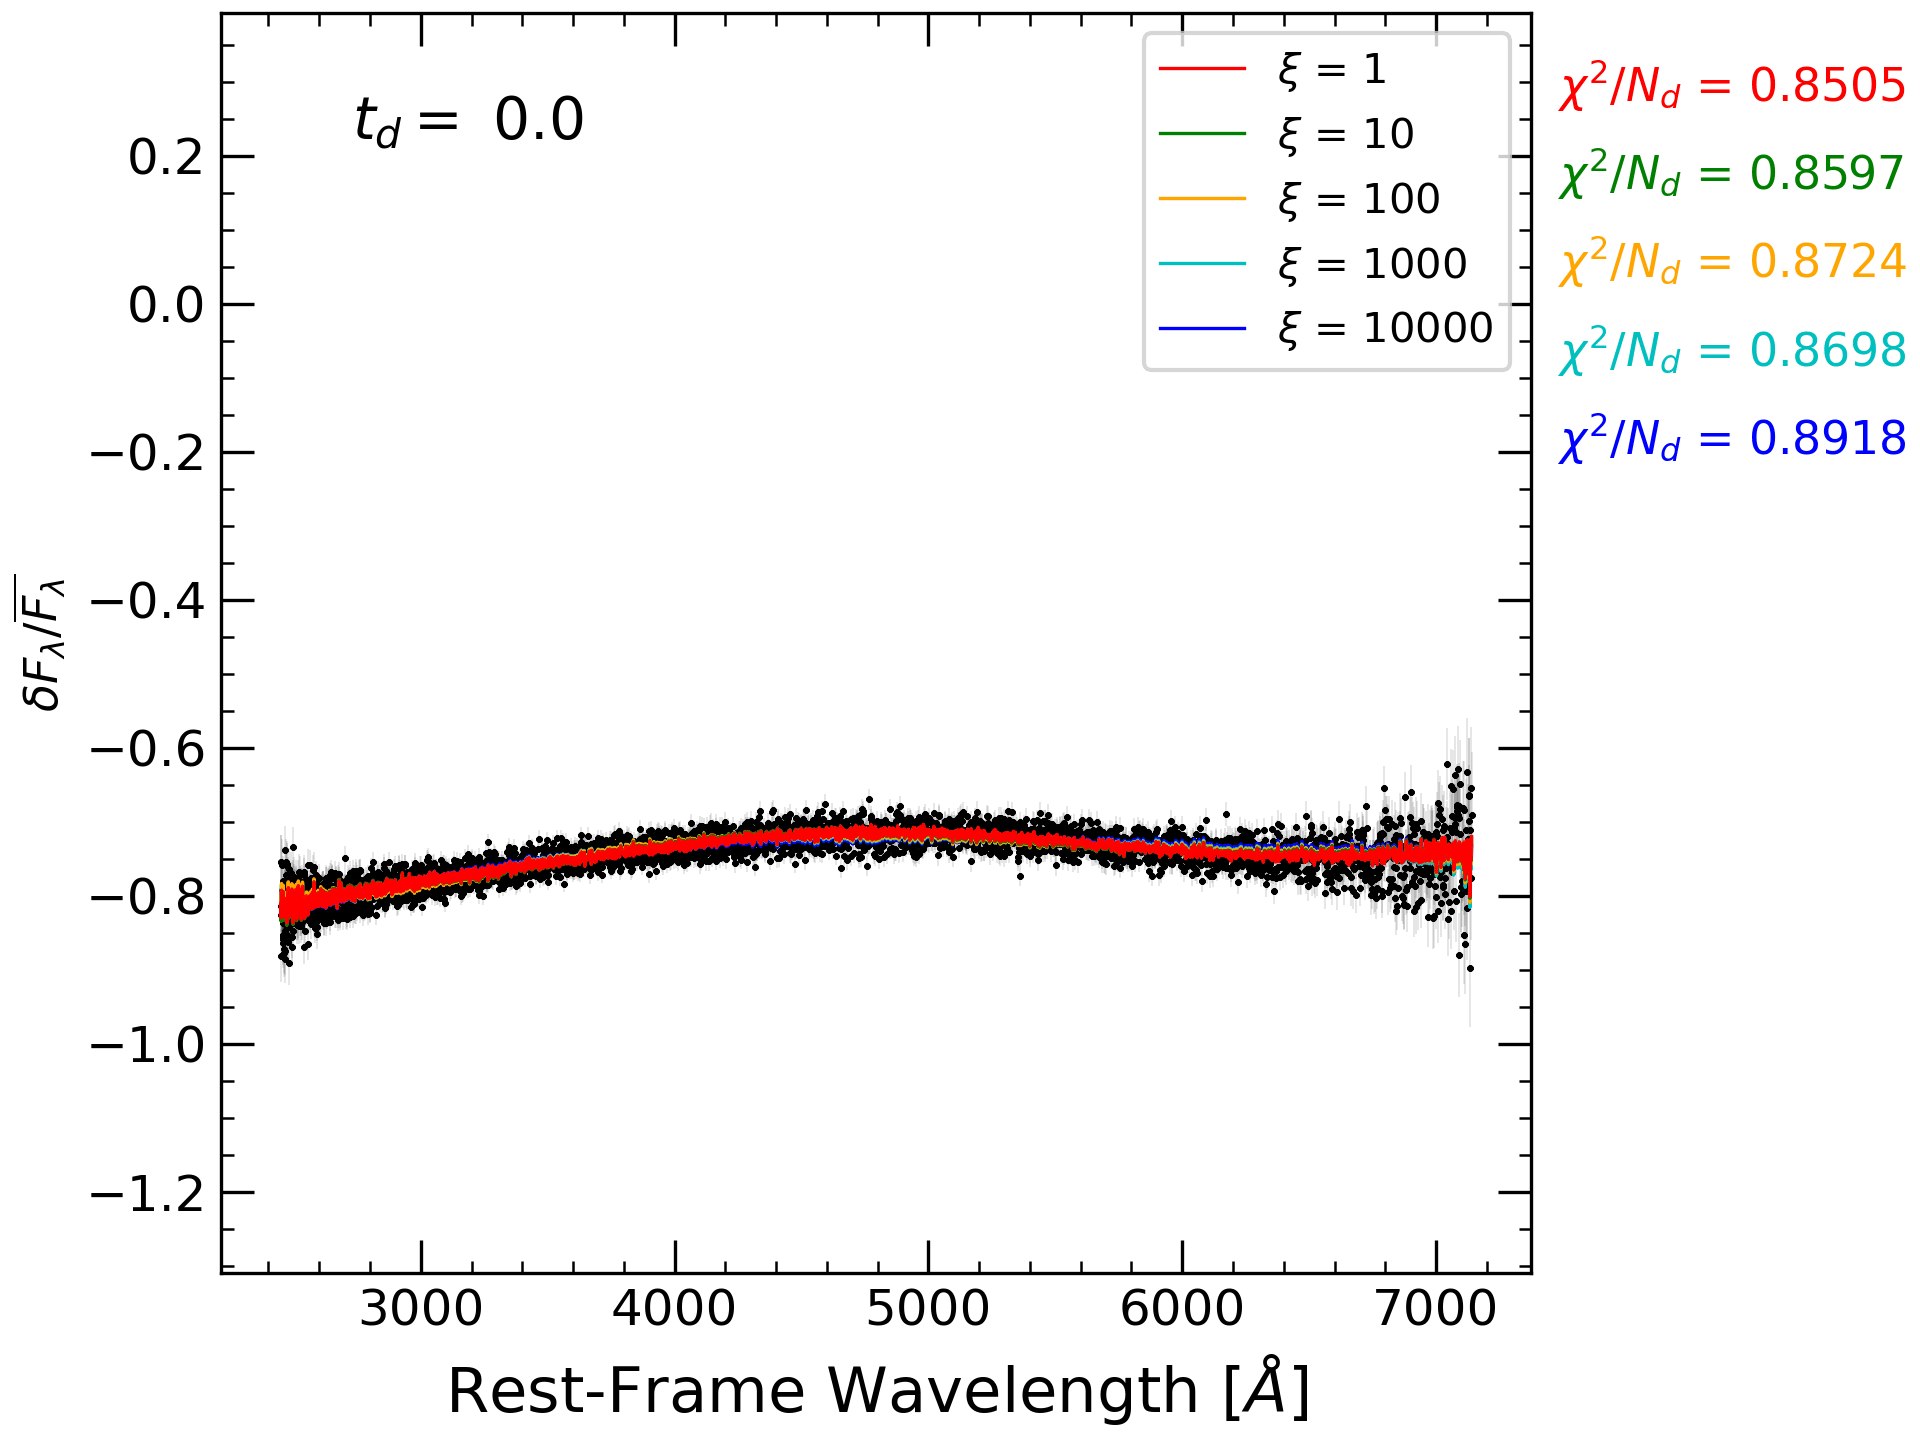 t_d = 0.0
ξ = 1
ξ = 10
ξ = 100
ξ = 1000
ξ = 10000
χ²/N_d = 0.8505
χ²/N_d = 0.8597
χ²/N_d = 0.8724
χ²/N_d = 0.8698
χ²/N_d = 0.8918
0.2
0.0
−0.2
−0.4
−0.6
−0.8
−1.0
−1.2
δF_λ/F̅_λ
3000 4000 5000 6000 7000
Rest-Frame Wavelength [Å]